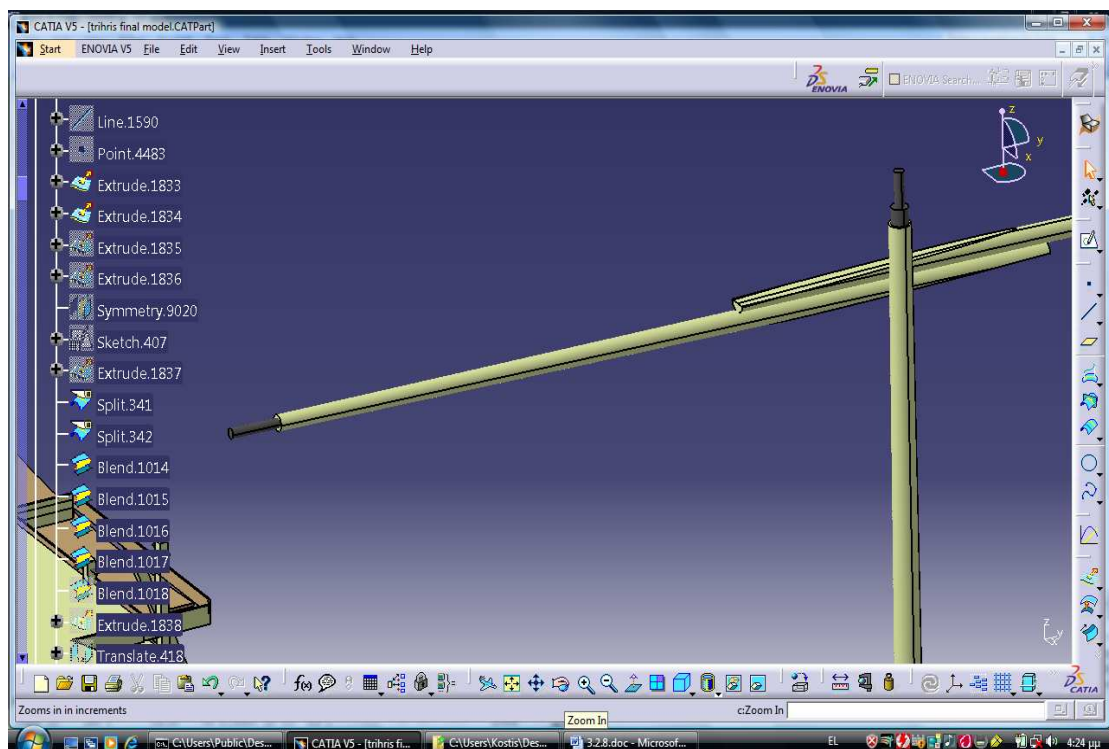 CATIA V5 - [trihris final model.CATPart]
Start ENOVIA V5 File Edit View Insert Tools Window Help
ENOVIA ENOVIA Search...
Line.1590
Point.4483
Extrude.1833
Extrude.1834
Extrude.1835
Extrude.1836
Symmetry.9020
Sketch.407
Extrude.1837
Split.341
Split.342
Blend.1014
Blend.1015
Blend.1016
Blend.1017
Blend.1018
Extrude.1838
Translate.418
z
y
x
z
y
x
f(x)
CATIA
Zooms in in increments c:Zoom In
Zoom In
C:\Users\Public\Des... CATIA V5 - [trihris fi... C:\Users\Kostis\Des... 3.2.8.doc - Microsof... EL 4:24 μμ